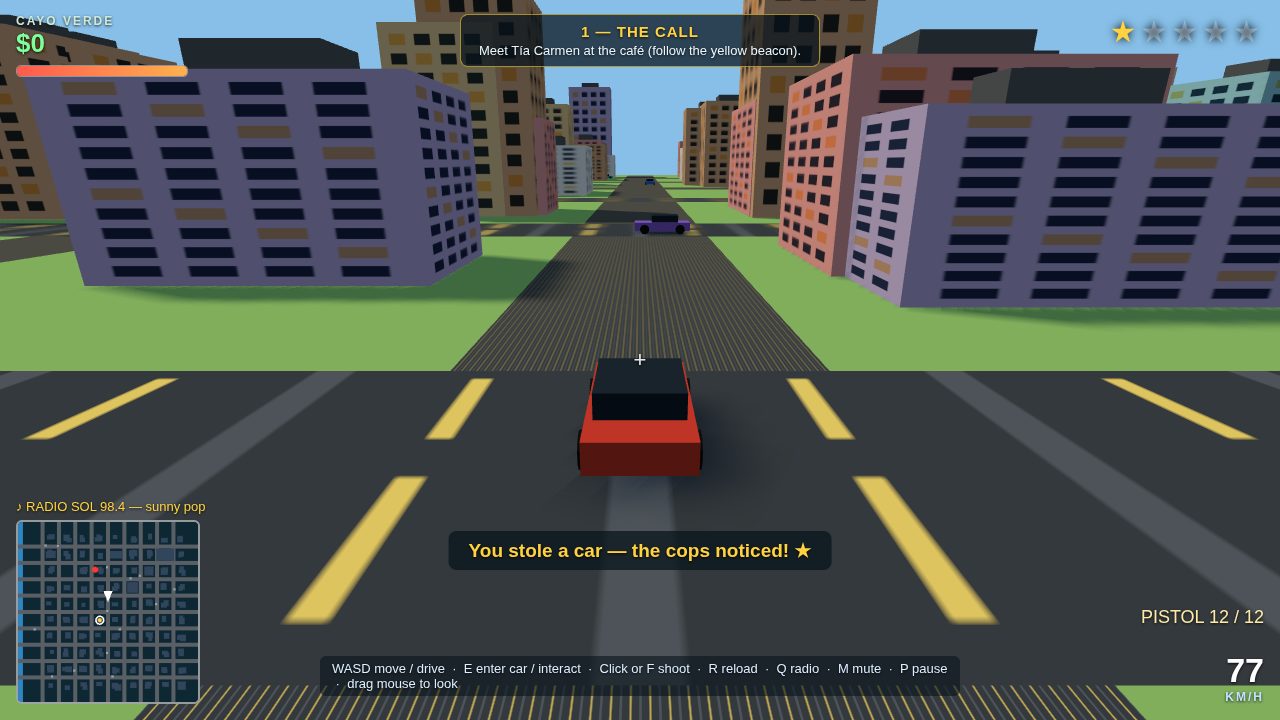 CAYO VERDE
$0
1 — THE CALL
Meet Tía Carmen at the café (follow the yellow beacon).
You stole a car — the cops noticed! ★
♪ RADIO SOL 98.4 — sunny pop
PISTOL 12 / 12
77
KM/H
WASD move / drive · E enter car / interact · Click or F shoot · R reload · Q radio · M mute · P pause
· drag mouse to look